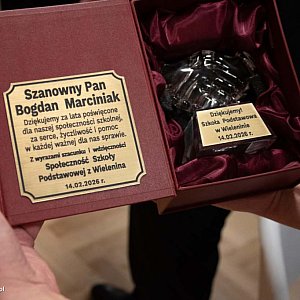 Szanowny Pan
Bogdan Marciniak
Dziękujemy za lata poświęcone
dla naszej społeczności szkolnej,
za serce, życzliwość i pomoc
w każdej ważnej dla nas sprawie.
Z wyrazami szacunku i wdzięczności
Społeczność Szkoły
Podstawowej z Wielenina
14.02.2026 r.
Dziękujemy!
Szkoła Podstawowa
w Wieleninie
14.02.2026 r.